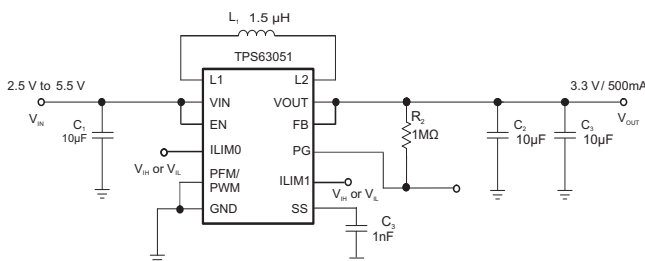 L₁ 1.5 µH
TPS63051
L1 L2
2.5 V to 5.5 V
3.3 V/ 500mA
VIN VOUT
V_IN
C₁
10µF
EN FB
R₂
1MΩ
C₂
10µF
C₃
10µF
V_OUT
ILIM0 PG
V_IH or V_IL
PFM/
PWM
ILIM1
V_IH or V_IL
GND SS
C₃
1nF